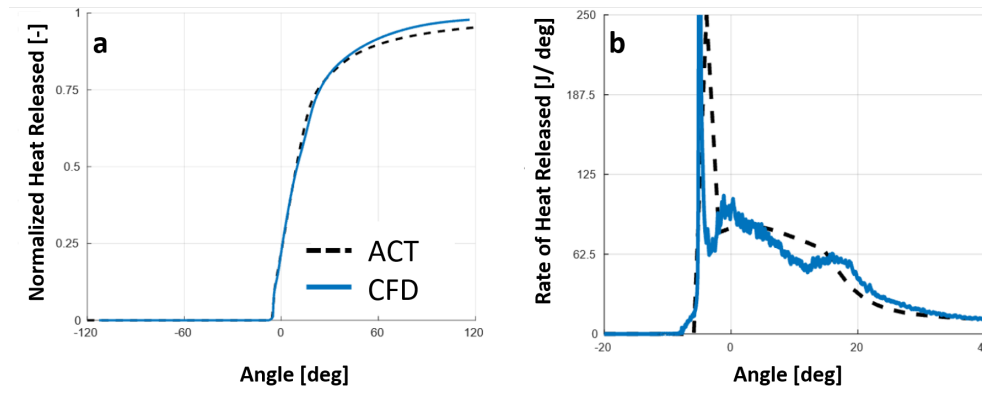 a
Normalized Heat Released [-]
1
0.75
0.5
0.25
0
-120
-60
0
60
120
Angle [deg]
ACT
CFD
b
Rate of Heat Released [J/ deg]
250
187.5
125
62.5
0
-20
0
20
Angle [deg]